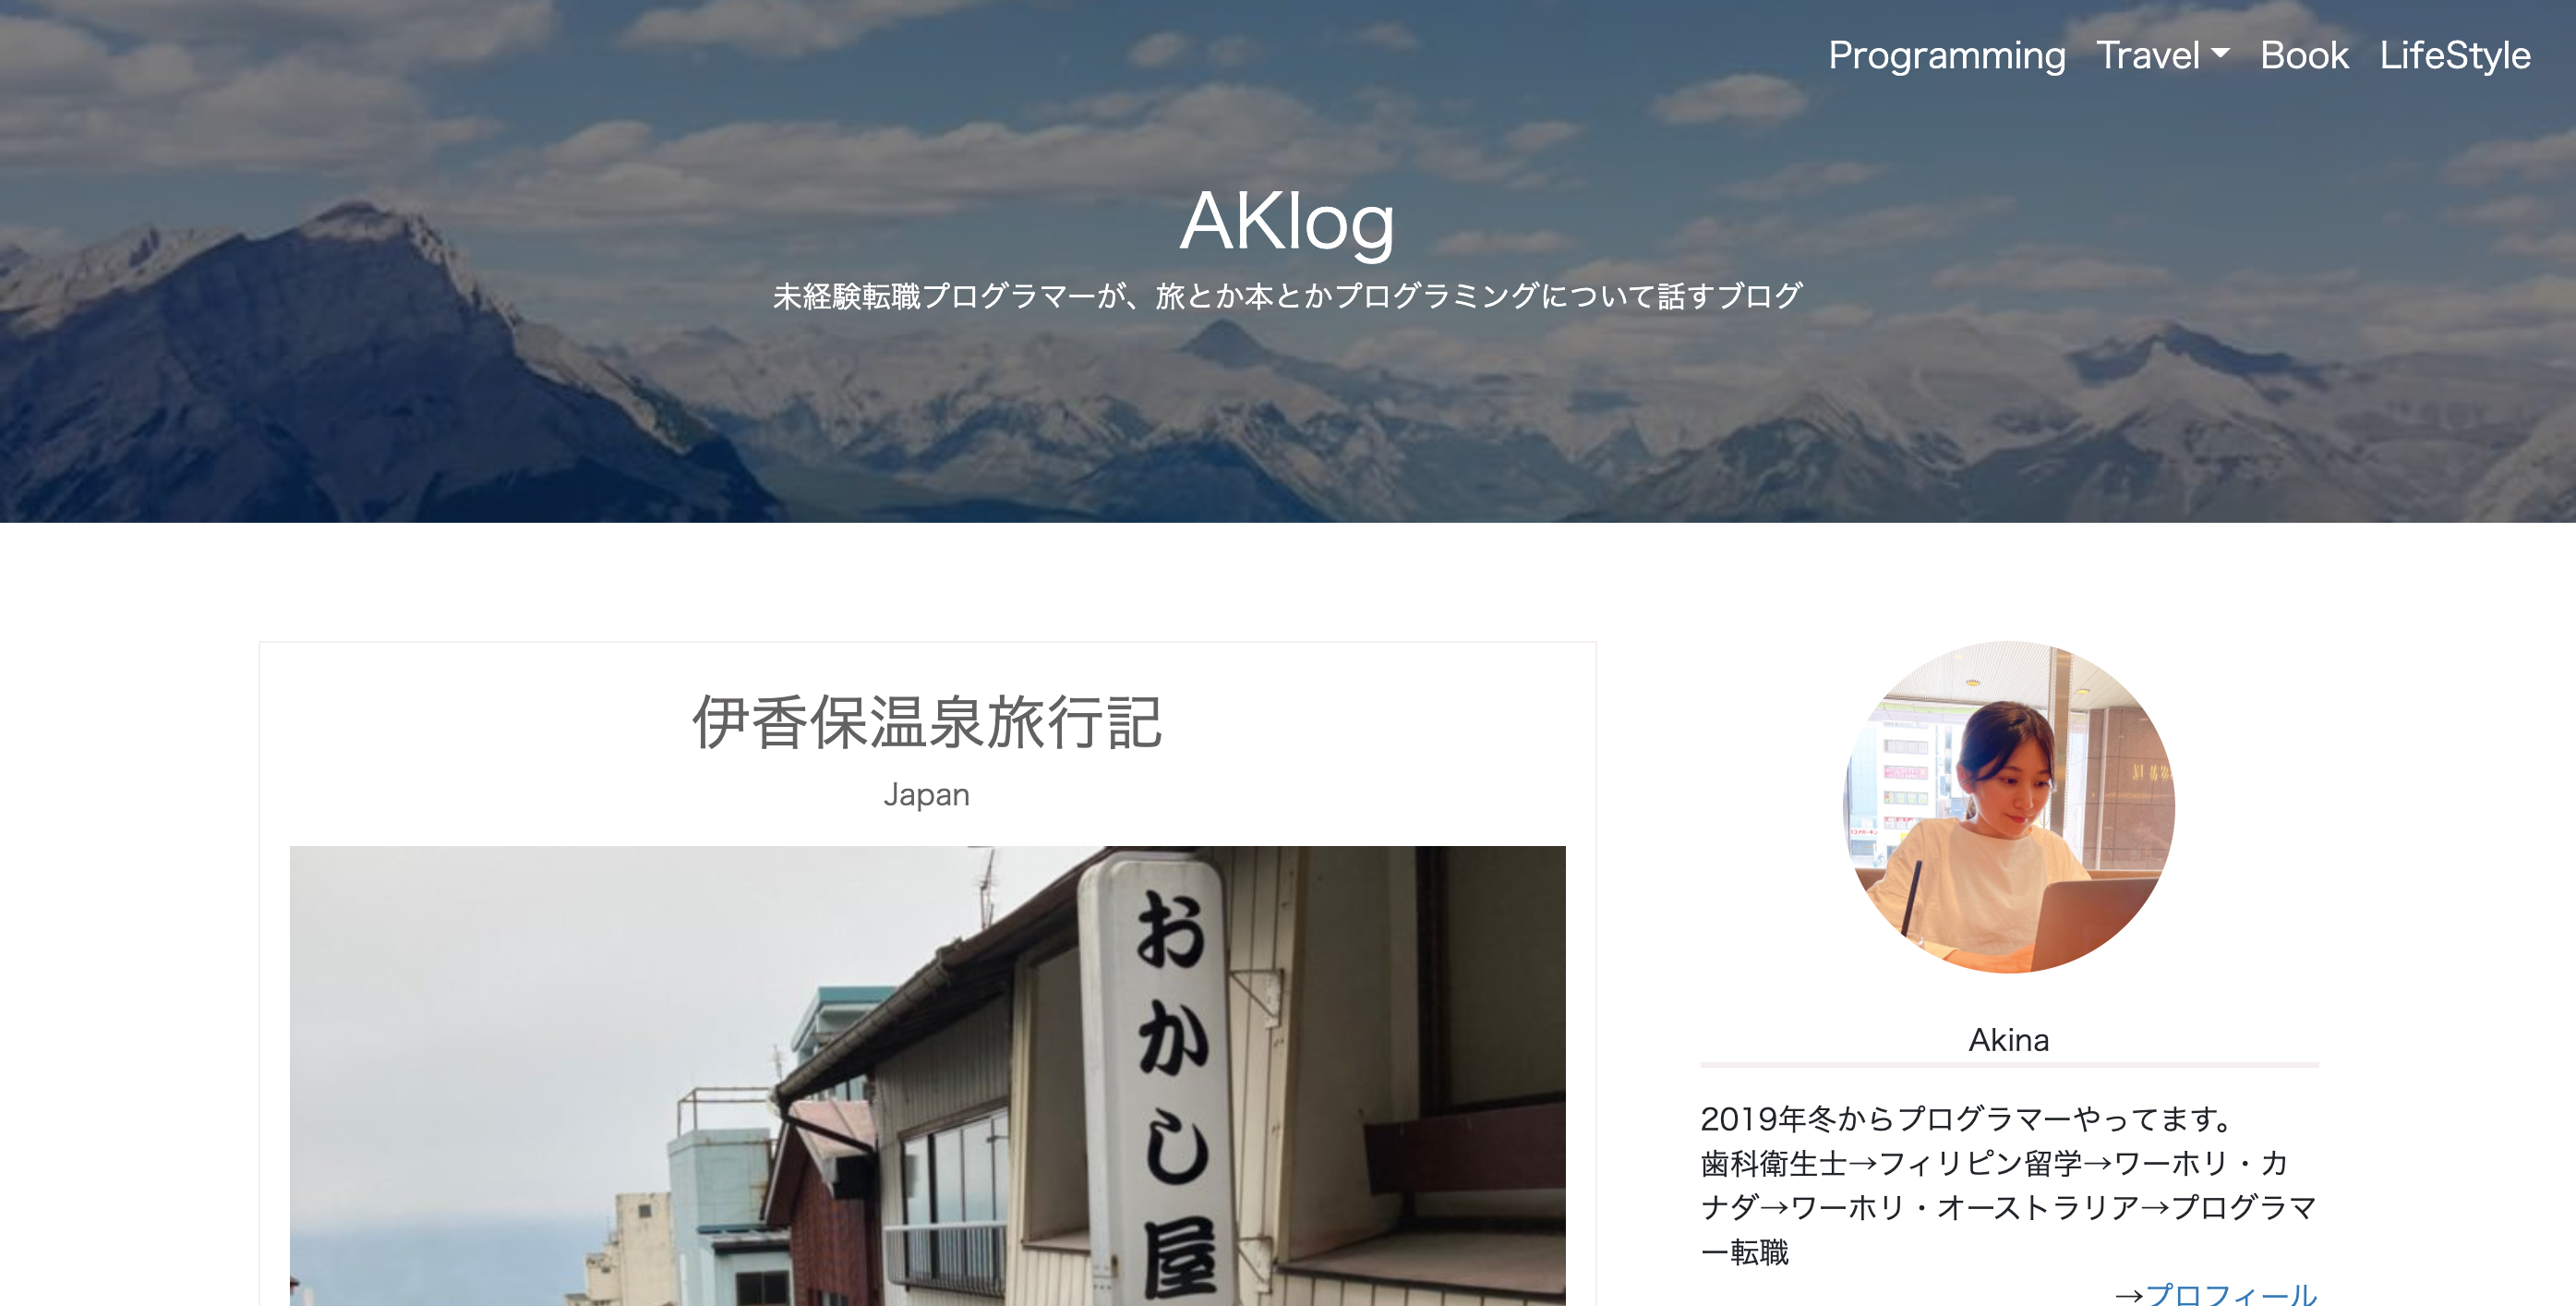 Programming Travel Book LifeStyle
AKlog
未経験転職プログラマーが、旅とか本とかプログラミングについて話すブログ
伊香保温泉旅行記
Japan
おかし屋
Akina
2019年冬からプログラマーやってます。
歯科衛生士→フィリピン留学→ワーホリ・カ
ナダ→ワーホリ・オーストラリア→プログラマ
ー転職
→プロフィール